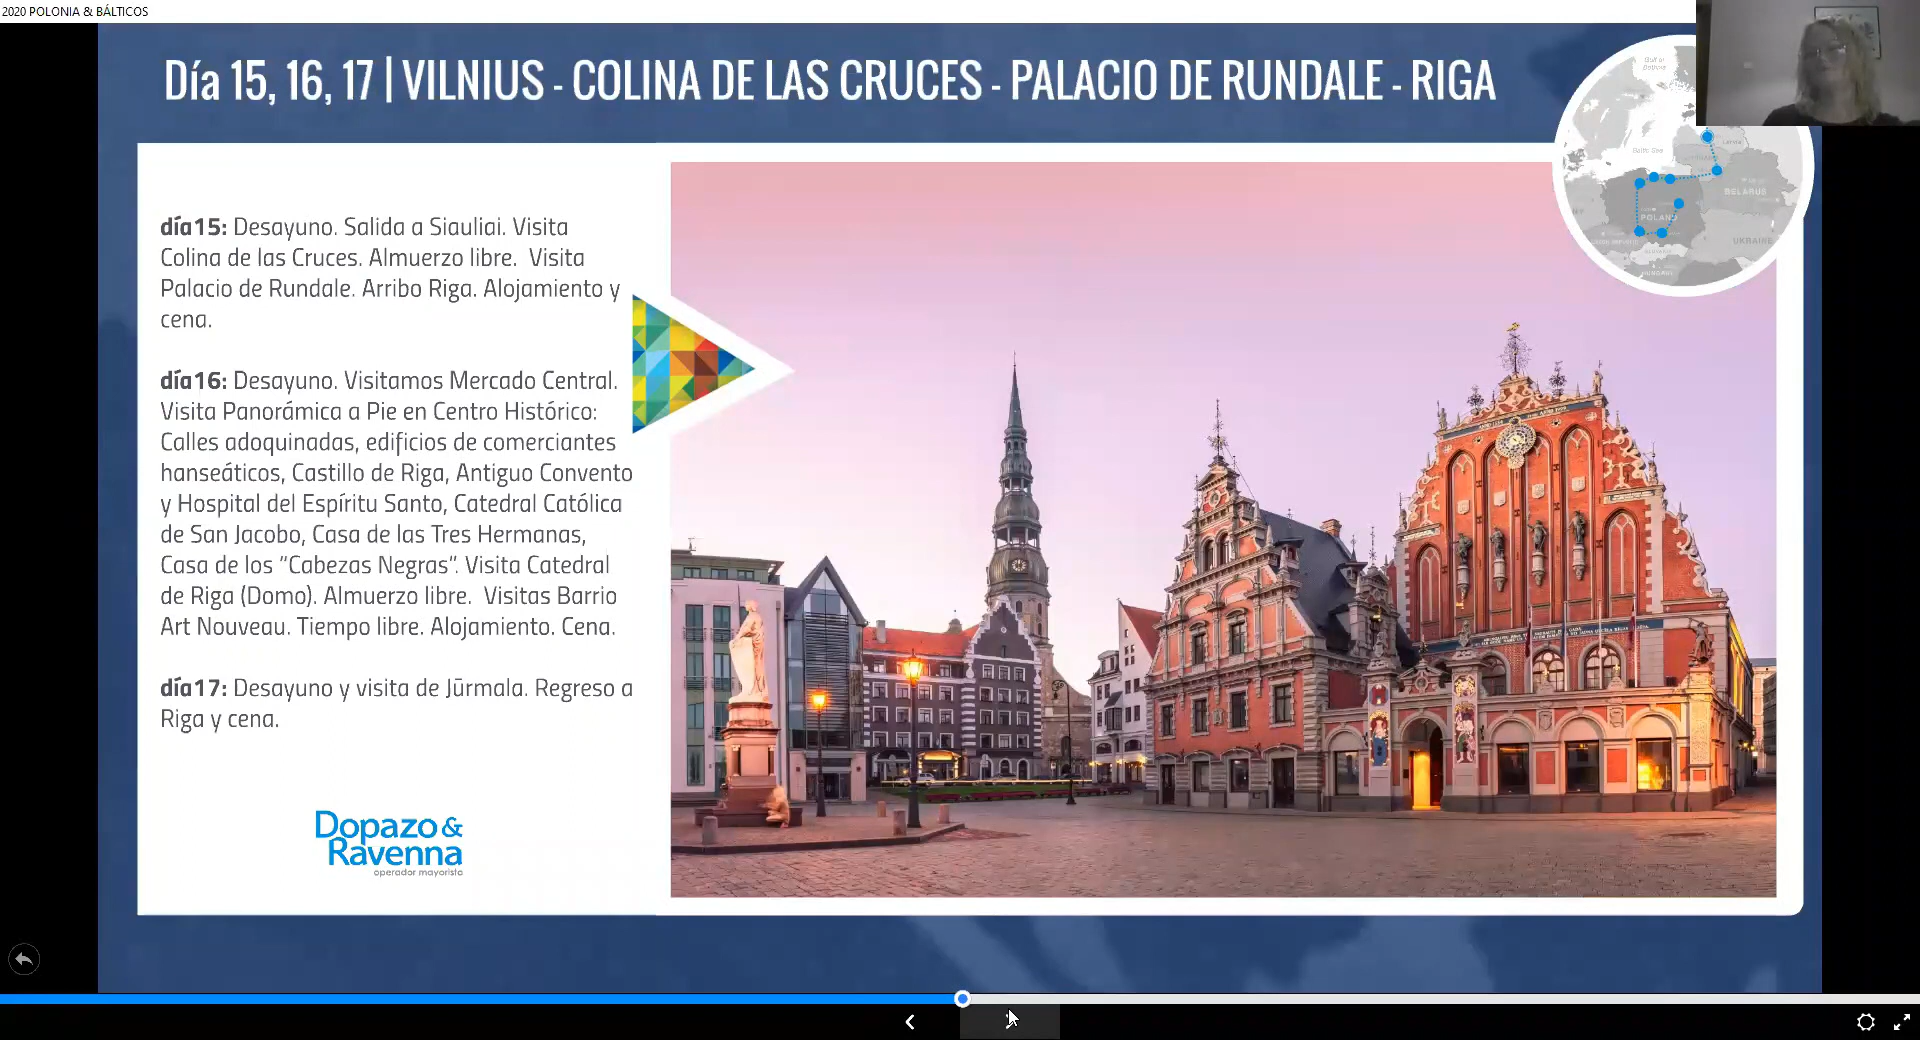 2020 POLONIA & BÁLTICOS
Día 15, 16, 17 | VILNIUS - COLINA DE LAS CRUCES - PALACIO DE RUNDALE - RIGA
día15: Desayuno. Salida a Siauliai. Visita
Colina de las Cruces. Almuerzo libre.  Visita
Palacio de Rundale. Arribo Riga. Alojamiento y
cena.
día16: Desayuno. Visitamos Mercado Central.
Visita Panorámica a Pie en Centro Histórico:
Calles adoquinadas, edificios de comerciantes
hanseáticos, Castillo de Riga, Antiguo Convento
y Hospital del Espíritu Santo, Catedral Católica
de San Jacobo, Casa de las Tres Hermanas,
Casa de los “Cabezas Negras”. Visita Catedral
de Riga (Domo). Almuerzo libre.  Visitas Barrio
Art Nouveau. Tiempo libre. Alojamiento. Cena.
día17: Desayuno y visita de Jūrmala. Regreso a
Riga y cena.
Dopazo &
Ravenna
operador mayorista
Baltic Sea
LATVIA
BELARUS
POLAND
UKRAINE